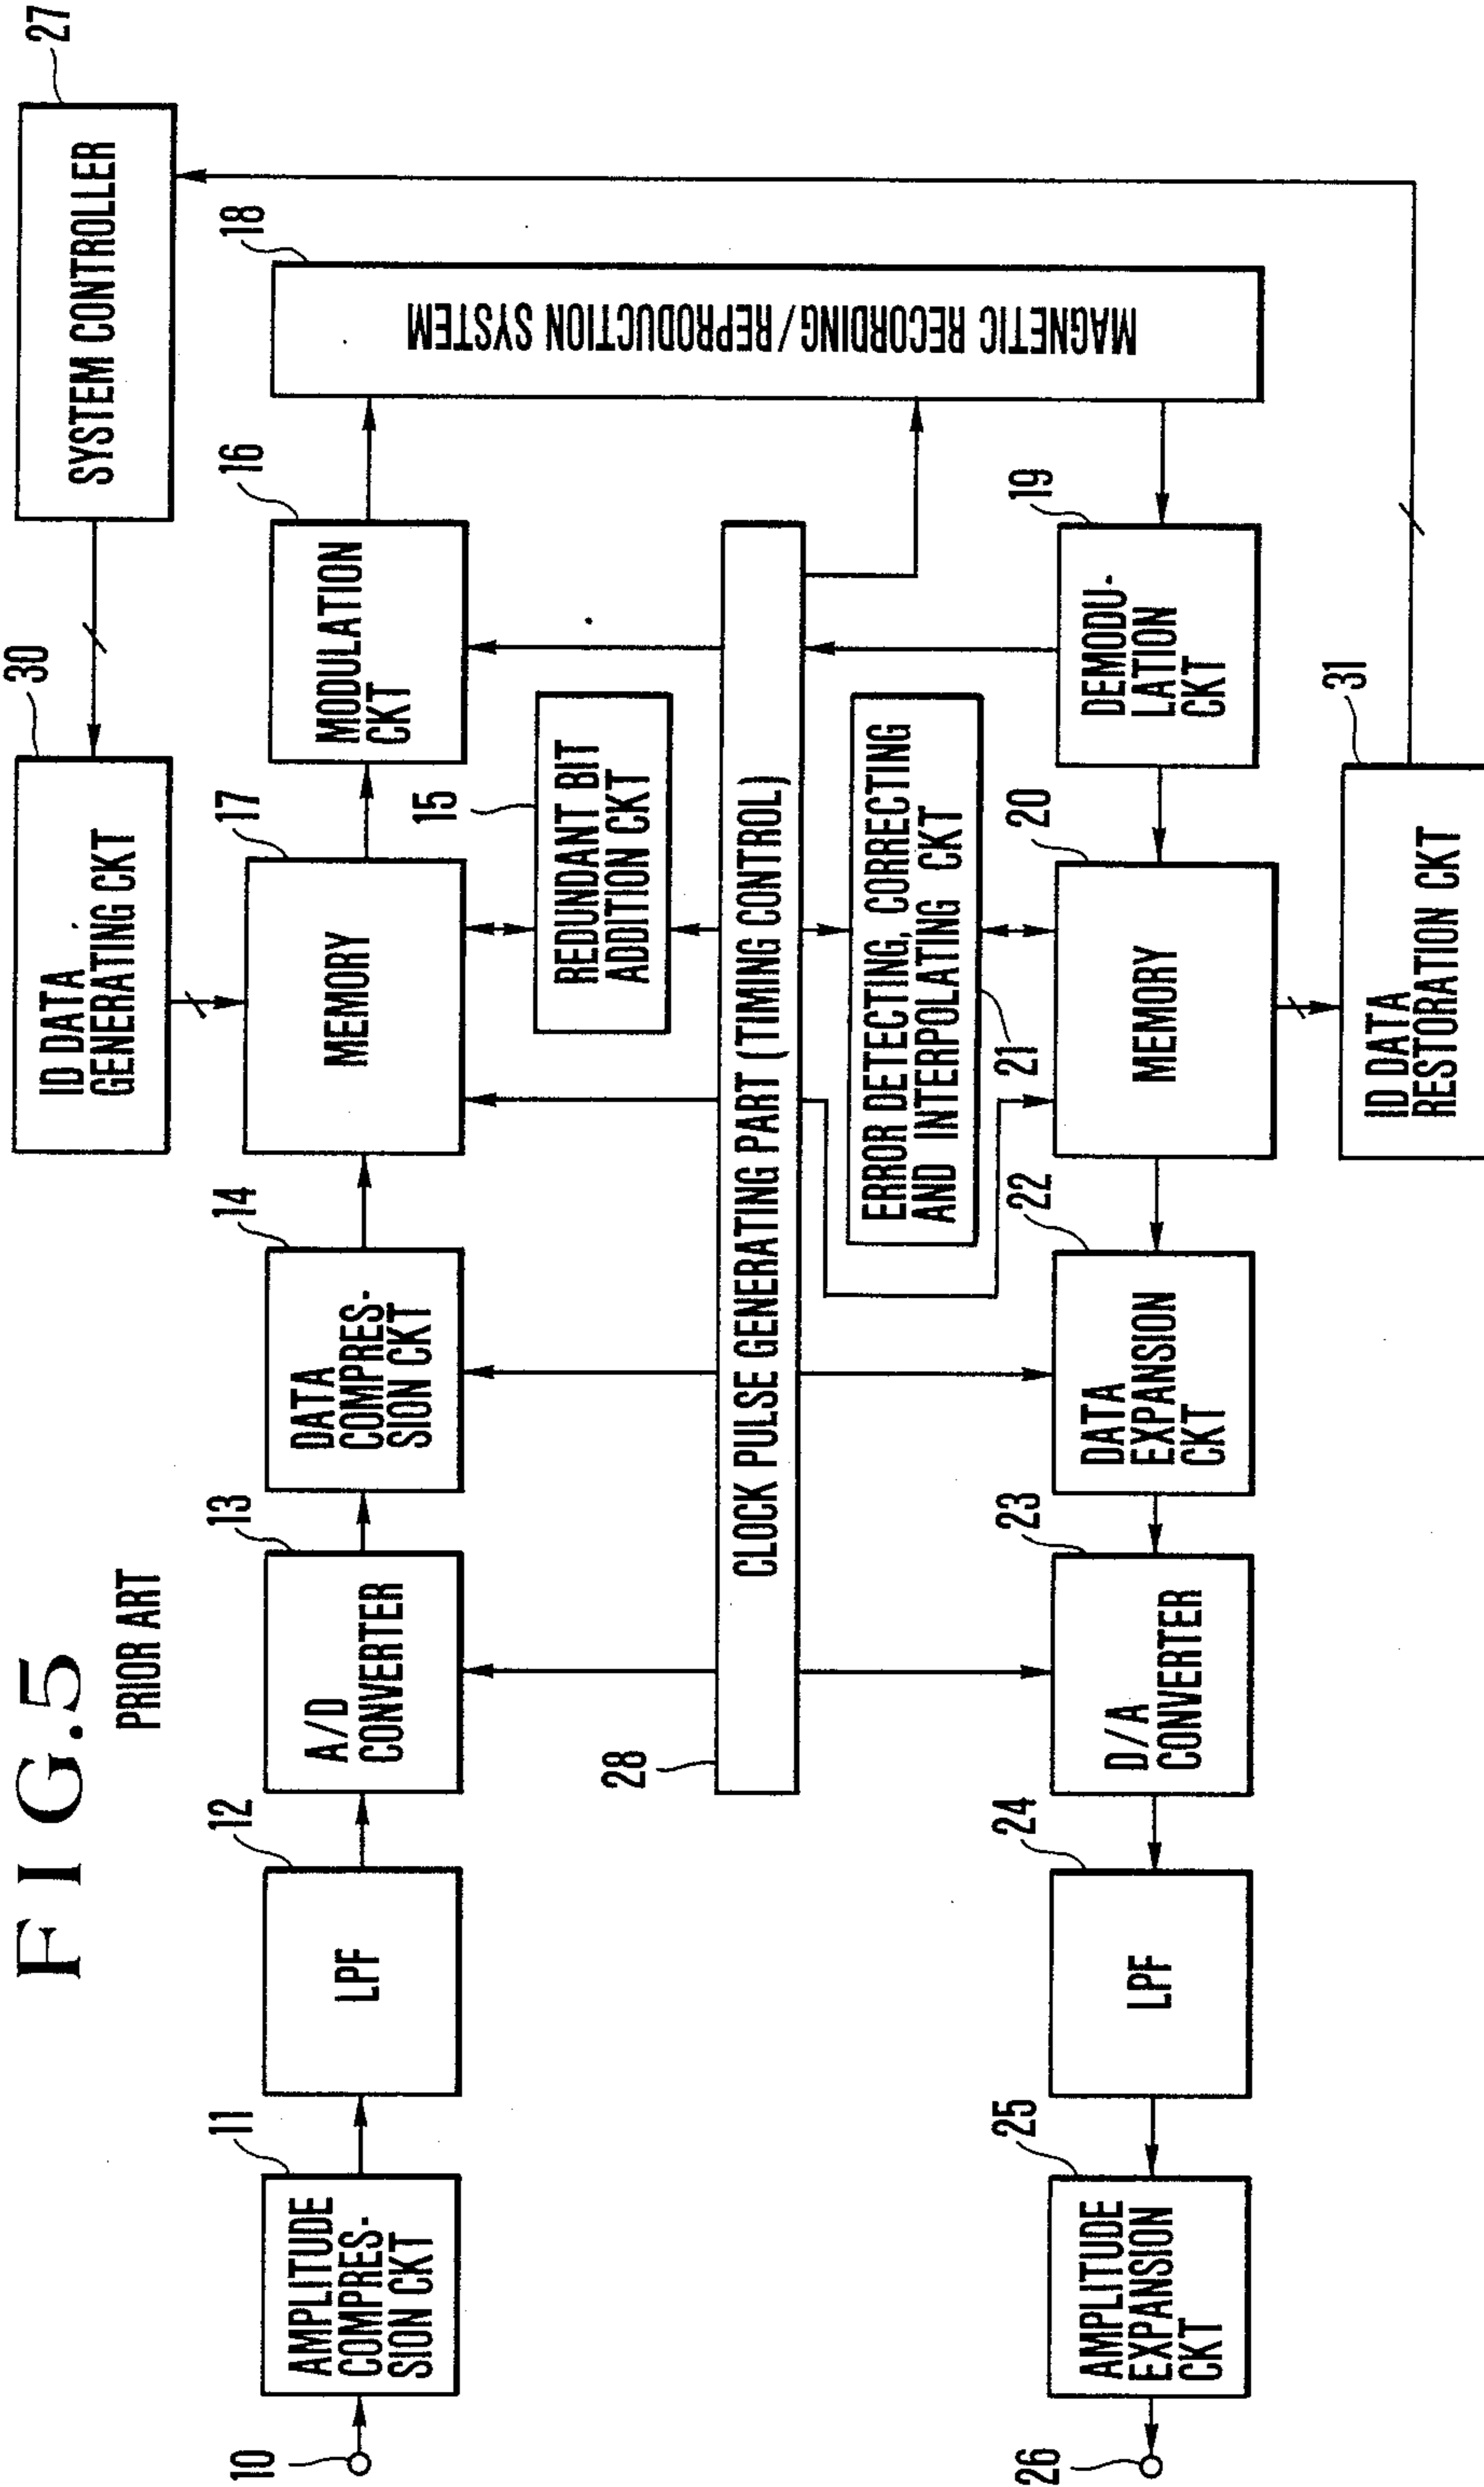 FIG.5
PRIOR ART
27
SYSTEM CONTROLLER
30
ID DATA
GENERATING CKT
10
11
AMPLITUDE
COMPRES-
SION CKT
12
LPF
13
A/D
CONVERTER
14
DATA
COMPRES-
SION CKT
17
MEMORY
16
MODULATION
CKT
18
MAGNETIC RECORDING/REPRODUCTION SYSTEM
15
REDUNDANT BIT
ADDITION CKT
28
CLOCK PULSE GENERATING PART (TIMING CONTROL)
ERROR DETECTING, CORRECTING
AND INTERPOLATING CKT
21
26
25
AMPLITUDE
EXPANSION
CKT
24
LPF
23
D/A
CONVERTER
22
DATA
EXPANSION
CKT
20
MEMORY
19
DEMODU-
LATION
CKT
31
ID DATA
RESTORATION CKT